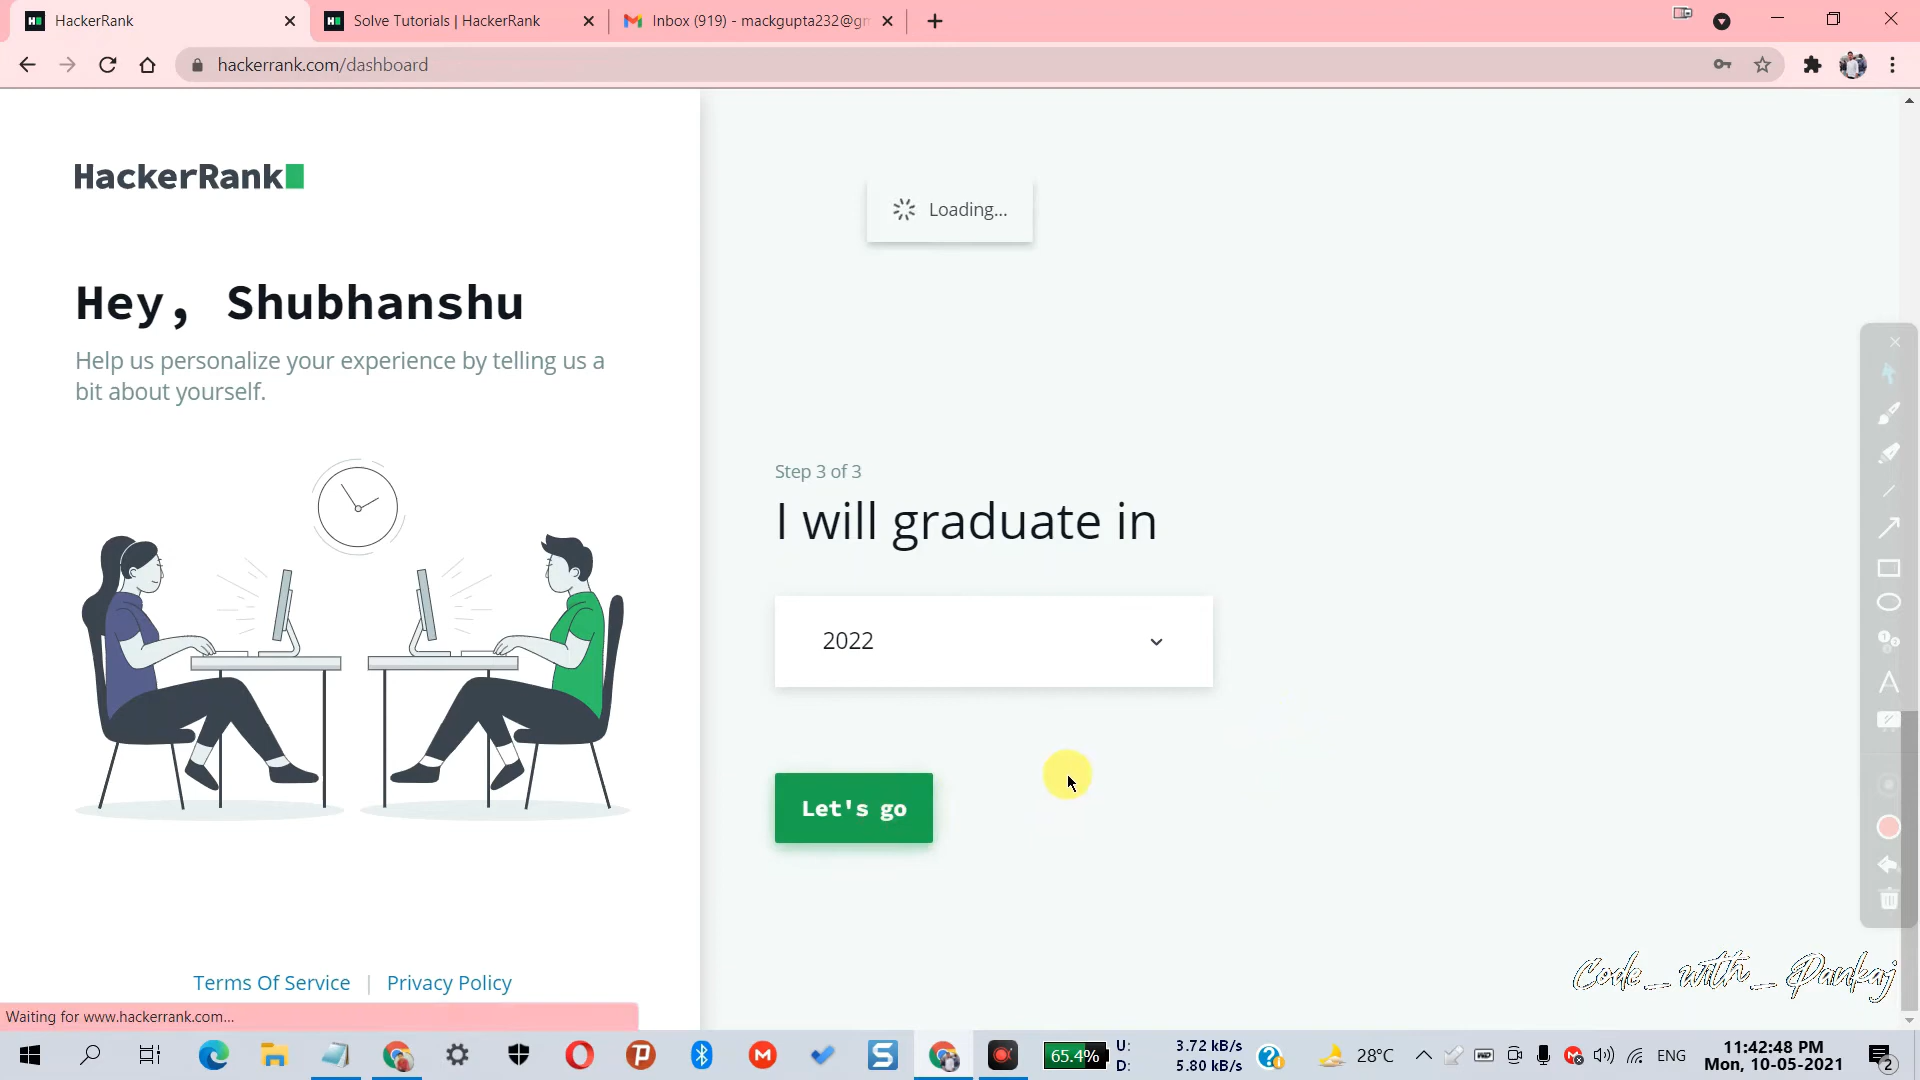 HackerRank
Solve Tutorials | HackerRank
Inbox (919) - mackgupta232@gm
hackerrank.com/dashboard
HackerRank
Loading...
Hey, Shubhanshu
Help us personalize your experience by telling us a
bit about yourself.
Step 3 of 3
I will graduate in
2022
Let's go
Terms Of Service | Privacy Policy
Code_with_Pankaj
Waiting for www.hackerrank.com...
65.4%
U: 3.72 kB/s
D: 5.80 kB/s
28°C
ENG
11:42:48 PM
Mon, 10-05-2021
2